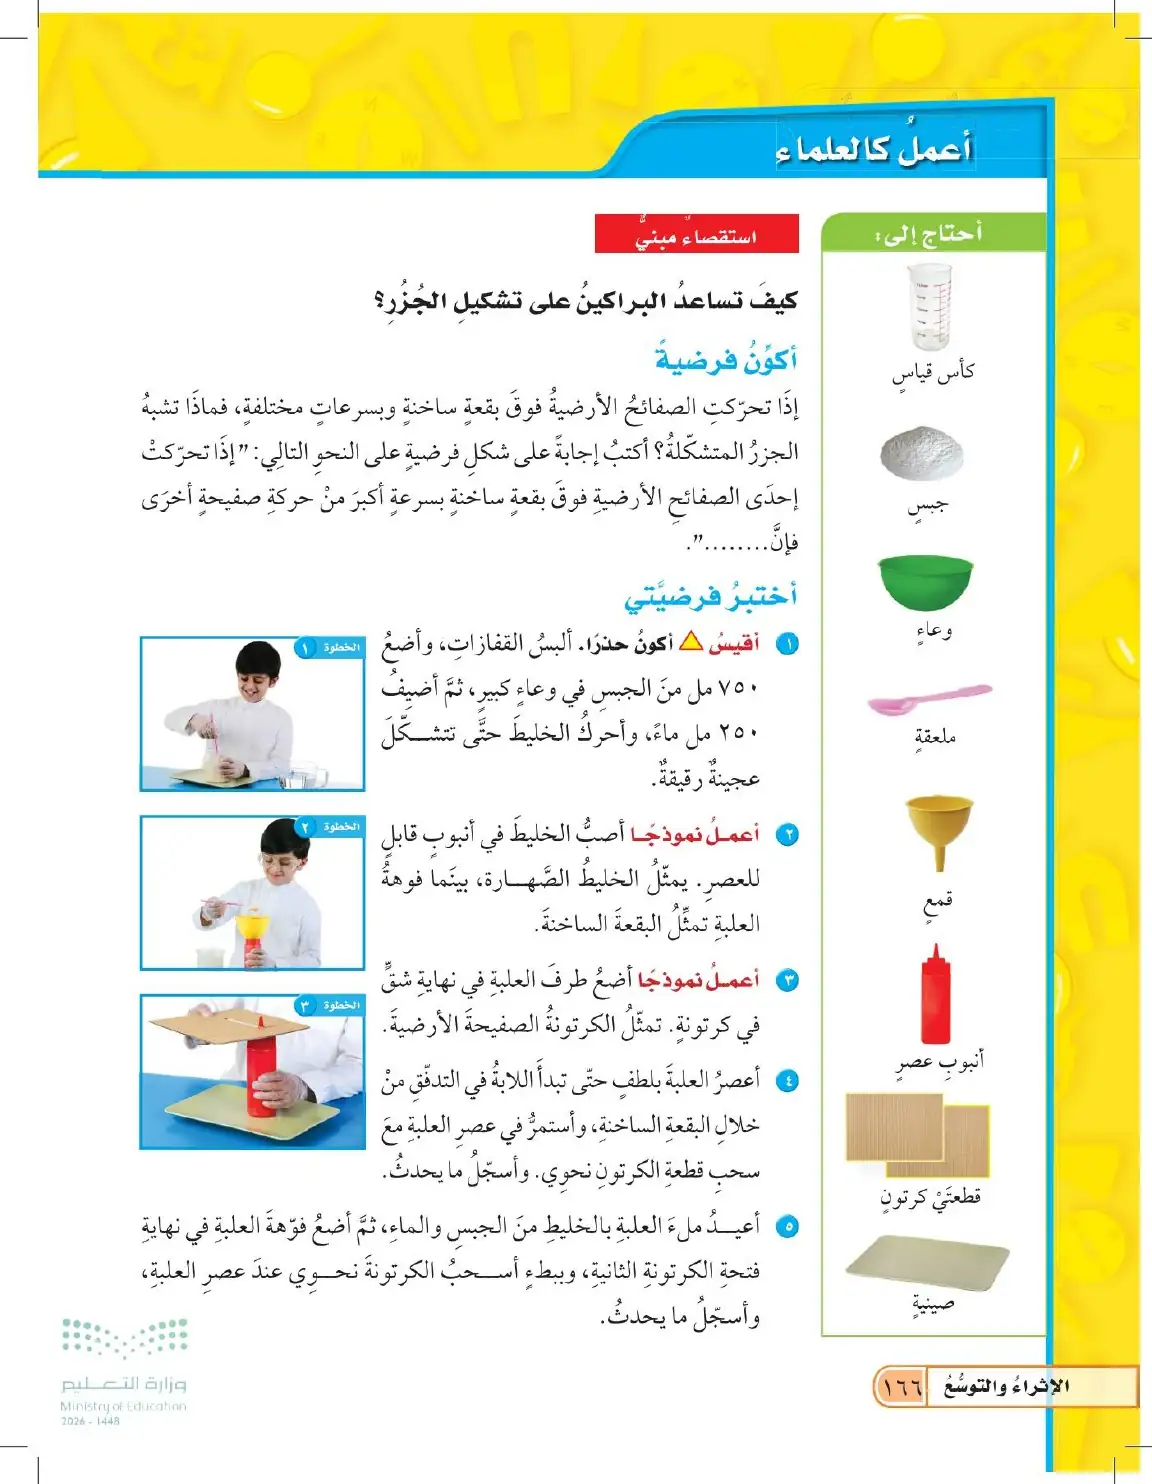 أعملُ كالعلماءِ
استقصاءٌ مبنيٌّ
كيفَ تساعدُ البراكينُ على تشكيلِ الجُزُرِ؟
أكوِّنُ فرضيةً
إذَا تحرّكتِ الصفائحُ الأرضيةُ فوقَ بقعةٍ ساخنةٍ وبسرعاتٍ مختلفةٍ، فماذَا تشبهُ
الجزرُ المتشكّلةُ؟ أكتبُ إجابةً على شكلِ فرضيةٍ على النحوِ التالِي: "إذَا تحرّكتْ
إحدَى الصفائحِ الأرضيةِ فوقَ بقعةٍ ساخنةٍ بسرعةٍ أكبرَ منْ حركةِ صفيحةٍ أخرَى
فإنَّ........".
أختبرُ فرضيَّتي
١ أقيسُ أكونُ حذرًا. ألبسُ القفازاتِ، وأضعُ
٧٥٠ مل منَ الجبسِ في وعاءٍ كبيرٍ، ثمَّ أضيفُ
٢٥٠ مل ماءً، وأحركُ الخليطَ حتَّى تتشكّلَ
عجينةٌ رقيقةٌ.
٢ أعملُ نموذجًا أصبُّ الخليطَ في أنبوبٍ قابلٍ
للعصرِ. يمثّلُ الخليطُ الصَّهارة، بينَما فوهةُ
العلبةِ تمثِّلُ البقعةَ الساخنةَ.
٣ أعملُ نموذجًا أضعُ طرفَ العلبةِ في نهايةِ شقٍّ
في كرتونةٍ. تمثّلُ الكرتونةُ الصفيحةَ الأرضيةَ.
٤ أعصرُ العلبةَ بلطفٍ حتّى تبدأَ اللابةُ في التدفّقِ منْ
خلالِ البقعةِ الساخنةِ، وأستمرُّ في عصرِ العلبةِ معَ
سحبِ قطعةِ الكرتونِ نحوِي. وأسجّلُ ما يحدثُ.
٥ أعيدُ ملءَ العلبةِ بالخليطِ منَ الجبسِ والماءِ، ثمَّ أضعُ فوّهةَ العلبةِ في نهايةِ
فتحةِ الكرتونةِ الثانيةِ، وببطءٍ أسحبُ الكرتونةَ نحوِي عندَ عصرِ العلبةِ،
وأسجّلُ ما يحدثُ.
الخطوة ١
الخطوة ٢
الخطوة ٣
أحتاج إلى:
كأس قياسٍ
جبسٍ
وعاءٍ
ملعقةٍ
قمعٍ
أنبوبِ عصرٍ
قطعتَيْ كرتونٍ
صينيةٍ
وزارة التعليم
Ministry of Education
2026 - 1448
الإثراءُ والتوسُّعُ ١٦٦